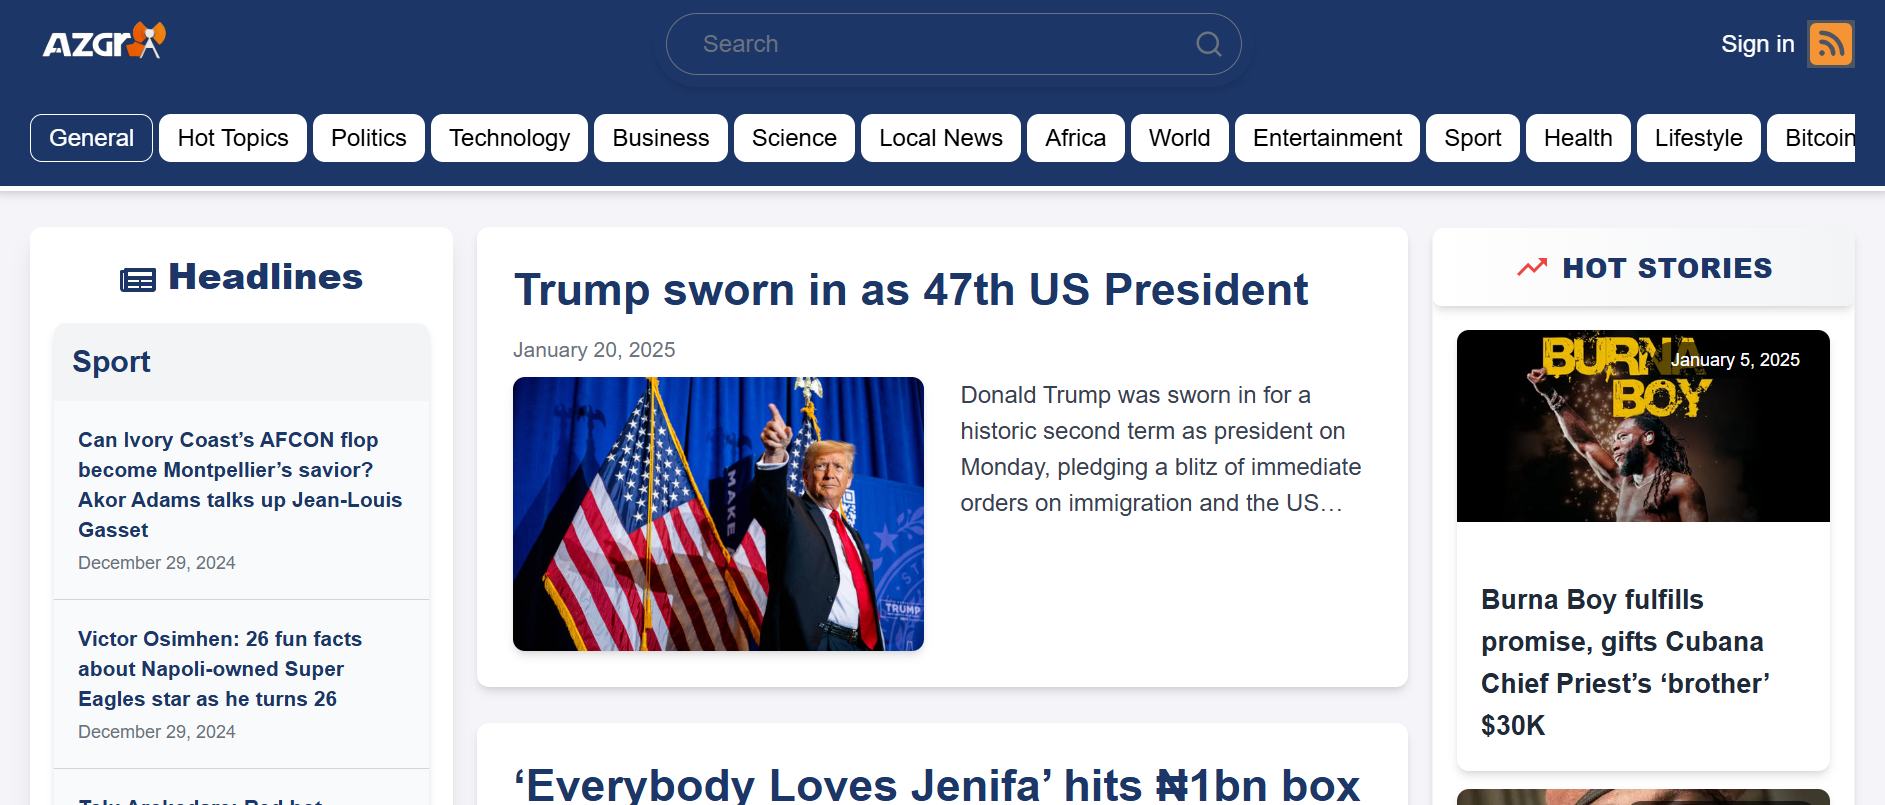 AZGr
Search
Sign in
General
Hot Topics
Politics
Technology
Business
Science
Local News
Africa
World
Entertainment
Sport
Health
Lifestyle
Bitcoin
Headlines
Sport
Can Ivory Coast’s AFCON flop
become Montpellier’s savior?
Akor Adams talks up Jean-Louis
Gasset
December 29, 2024
Victor Osimhen: 26 fun facts
about Napoli-owned Super
Eagles star as he turns 26
December 29, 2024
Trump sworn in as 47th US President
January 20, 2025
MAKE
TRUMP
Donald Trump was sworn in for a
historic second term as president on
Monday, pledging a blitz of immediate
orders on immigration and the US…
‘Everybody Loves Jenifa’ hits ₦1bn box
HOT STORIES
BURNA
BOY
January 5, 2025
Burna Boy fulfills
promise, gifts Cubana
Chief Priest’s ‘brother’
$30K